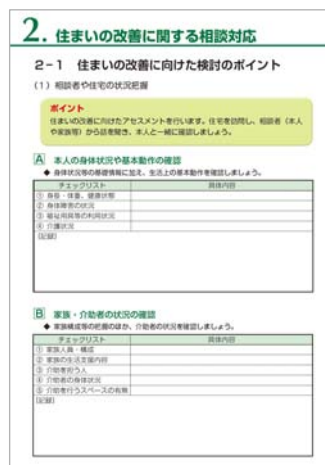 2. 住まいの改善に関する相談対応
2-1 住まいの改善に向けた検討のポイント
（1）相談者や住宅の状況把握
ポイント
住まいの改善に向けたアセスメントを行います。住宅を訪問し、相談者（本人
や家族等）から話を聞き、本人と一緒に確認しましょう。
A 本人の身体状況や基本動作の確認
◆ 身体状況等の基礎情報に加え、生活上の基本動作を確認しましょう。
チェックリスト 具体内容
① 身長・体重、健康状態
② 身体障害の状況
③ 福祉用具等の利用状況
④ 介護状況
(記録)
B 家族・介助者の状況の確認
◆ 家族構成等の把握のほか、介助者の状況を確認しましょう。
チェックリスト 具体内容
① 家族人員・構成
② 家族の生活支援内容
③ 介助を担う人
④ 介助者の身体状況
⑤ 介助を行うスペースの有無
(記録)